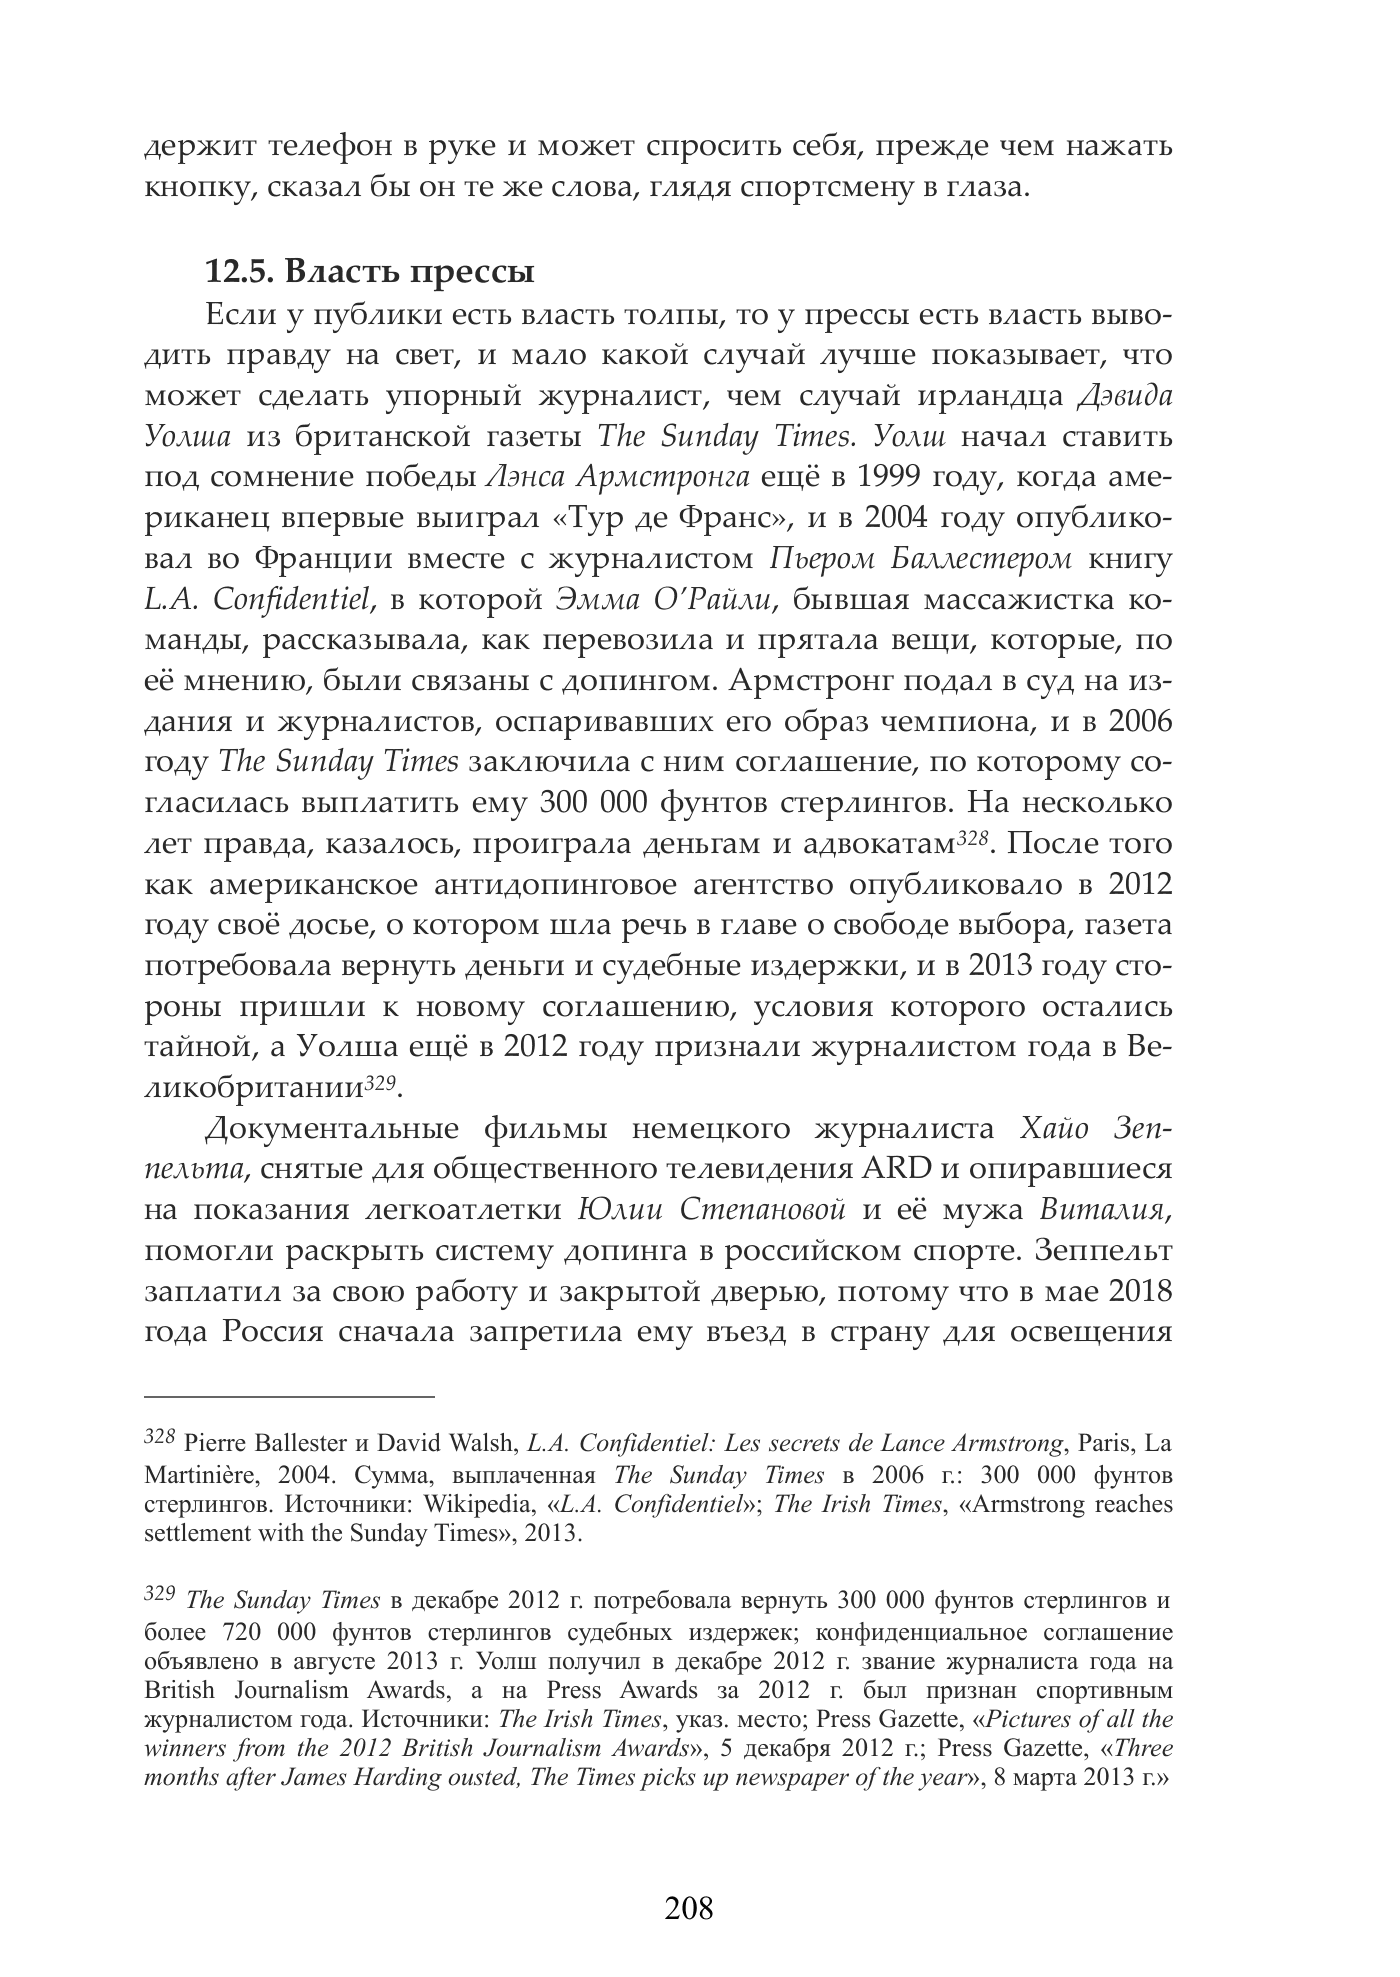 держит телефон в руке и может спросить себя, прежде чем нажать
кнопку, сказал бы он те же слова, глядя спортсмену в глаза.
12.5. Власть прессы
Если у публики есть власть толпы, то у прессы есть власть выво-
дить правду на свет, и мало какой случай лучше показывает, что
может сделать упорный журналист, чем случай ирландца Дэвида
Уолша из британской газеты The Sunday Times. Уолш начал ставить
под сомнение победы Лэнса Армстронга ещё в 1999 году, когда аме-
риканец впервые выиграл «Тур де Франс», и в 2004 году опублико-
вал во Франции вместе с журналистом Пьером Баллестером книгу
L.A. Confidentiel, в которой Эмма О’Райли, бывшая массажистка ко-
манды, рассказывала, как перевозила и прятала вещи, которые, по
её мнению, были связаны с допингом. Армстронг подал в суд на из-
дания и журналистов, оспаривавших его образ чемпиона, и в 2006
году The Sunday Times заключила с ним соглашение, по которому со-
гласилась выплатить ему 300 000 фунтов стерлингов. На несколько
лет правда, казалось, проиграла деньгам и адвокатам328. После того
как американское антидопинговое агентство опубликовало в 2012
году своё досье, о котором шла речь в главе о свободе выбора, газета
потребовала вернуть деньги и судебные издержки, и в 2013 году сто-
роны пришли к новому соглашению, условия которого остались
тайной, а Уолша ещё в 2012 году признали журналистом года в Ве-
ликобритании329.
Документальные фильмы немецкого журналиста Хайо Зеп-
пельта, снятые для общественного телевидения ARD и опиравшиеся
на показания легкоатлетки Юлии Степановой и её мужа Виталия,
помогли раскрыть систему допинга в российском спорте. Зеппельт
заплатил за свою работу и закрытой дверью, потому что в мае 2018
года Россия сначала запретила ему въезд в страну для освещения
328 Pierre Ballester и David Walsh, L.A. Confidentiel: Les secrets de Lance Armstrong, Paris, La
Martinière, 2004. Сумма, выплаченная The Sunday Times в 2006 г.: 300 000 фунтов
стерлингов. Источники: Wikipedia, «L.A. Confidentiel»; The Irish Times, «Armstrong reaches
settlement with the Sunday Times», 2013.
329 The Sunday Times в декабре 2012 г. потребовала вернуть 300 000 фунтов стерлингов и
более 720 000 фунтов стерлингов судебных издержек; конфиденциальное соглашение
объявлено в августе 2013 г. Уолш получил в декабре 2012 г. звание журналиста года на
British Journalism Awards, а на Press Awards за 2012 г. был признан спортивным
журналистом года. Источники: The Irish Times, указ. место; Press Gazette, «Pictures of all the
winners from the 2012 British Journalism Awards», 5 декабря 2012 г.; Press Gazette, «Three
months after James Harding ousted, The Times picks up newspaper of the year», 8 марта 2013 г.»
208